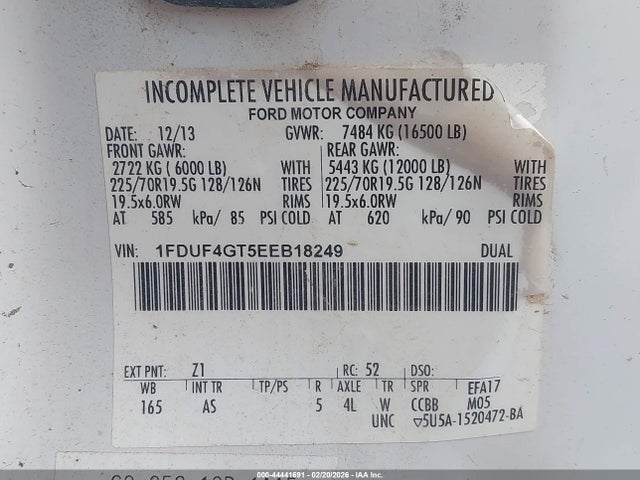 INCOMPLETE VEHICLE MANUFACTURED
FORD MOTOR COMPANY
DATE: 12/13 GVWR: 7484 KG (16500 LB)
FRONT GAWR: REAR GAWR:
2722 KG ( 6000 LB) WITH 5443 KG (12000 LB) WITH
225/70R19.5G 128/126N TIRES 225/70R19.5G 128/126N TIRES
19.5x6.0RW RIMS 19.5x6.0RW RIMS
AT 585 kPa/ 85 PSI COLD AT 620 kPa/ 90 PSI COLD
VIN: 1FDUF4GT5EEB18249 DUAL
EXT PNT: Z1 RC: 52 DSO:
WB INT TR TP/PS R AXLE TR SPR EFA17
165 AS 5 4L W CCBB M05
UNC ▽5U5A-1520472-BA
000-44441691 - 02/20/2026 - IAAI.COM